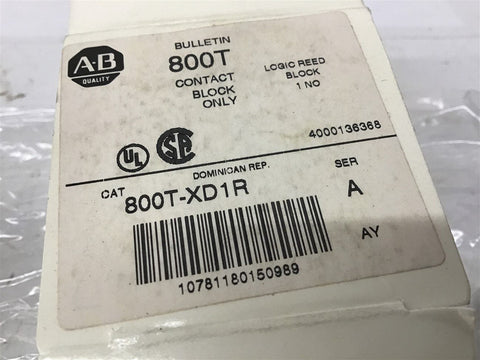 A-B
QUALITY
BULLETIN
800T
CONTACT
BLOCK
ONLY
LOGIC REED
BLOCK
1 NO
UL
SA
4000136368
DOMINICAN REP.
CAT
800T-XD1R
SER
A
AY
10781180150989